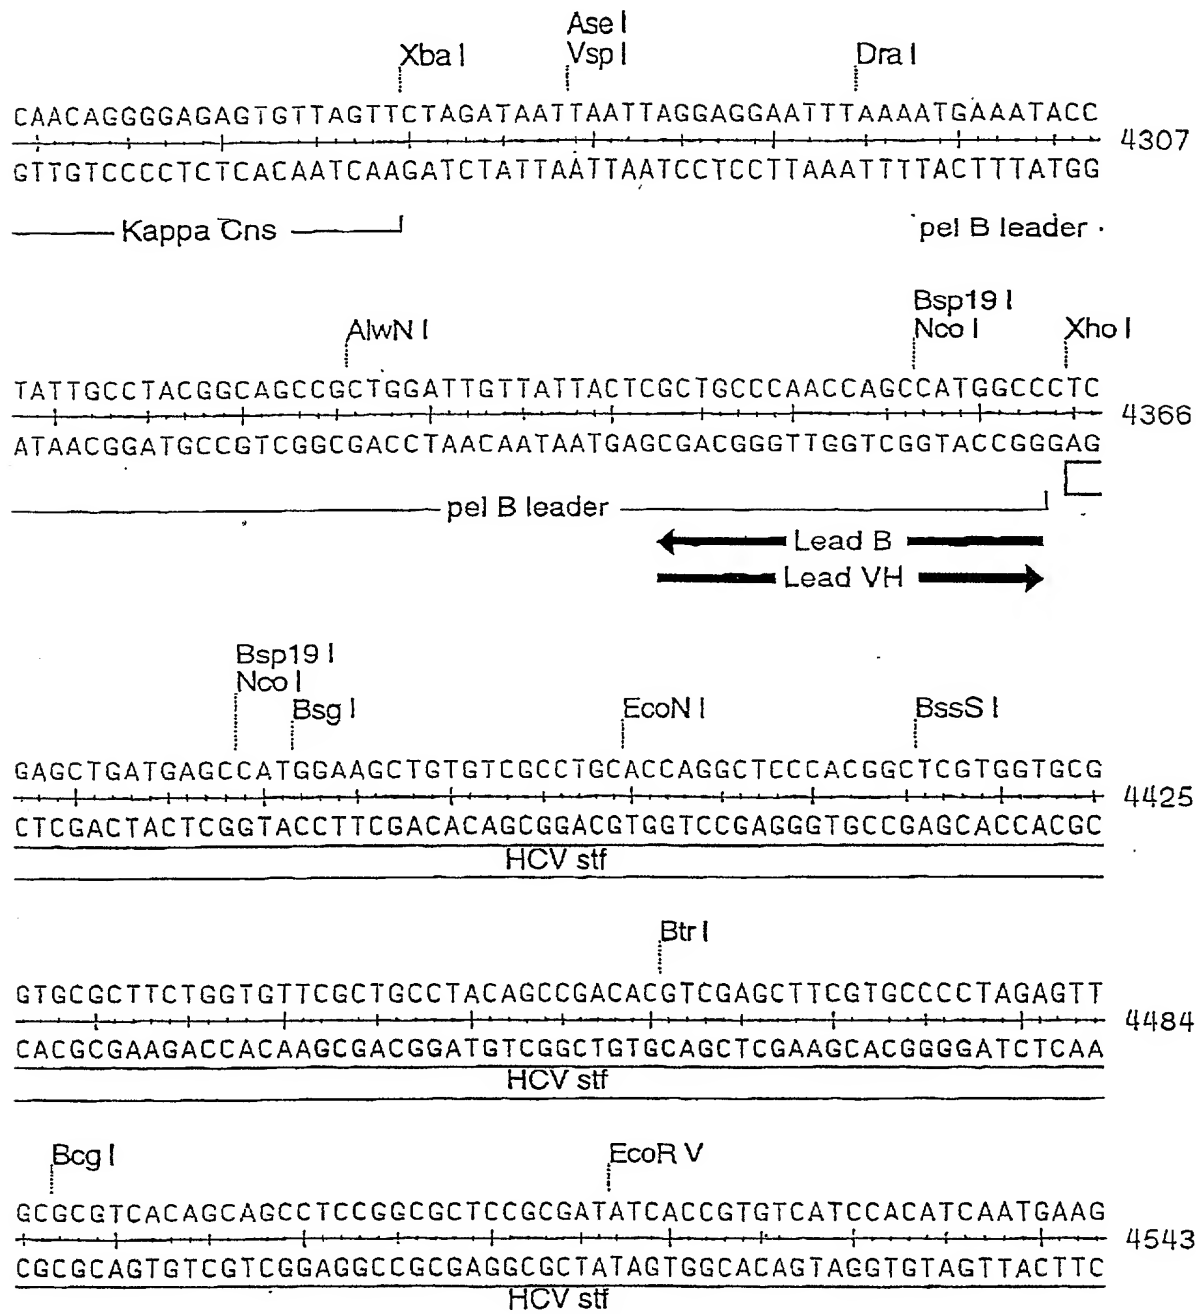 Ase I
Xba I Vsp I Dra I
CAACAGGGGAGAGTGTTAGTTCTAGATAATTAATTAGGAGGAATTTAAAATGAAATACC
4307
GTTGTCCCCTCTCACAATCAAGATCTATTAATTAATCCTCCTTAAATTTTACTTTATGG
Kappa Cns pel B leader
Bsp19 I
AlwN I Nco I Xho I
TATTGCCTACGGCAGCCGCTGGATTGTTATTACTCGCTGCCCAACCAGCCATGGCCCTC
4366
ATAACGGATGCCGTCGGCGACCTAACAATAATGAGCGACGGGTTGGTCGGTACCGGGAG
pel B leader
Lead B
Lead VH
Bsp19 I
Nco I
Bsg I EcoN I BssS I
GAGCTGATGAGCCATGGAAGCTGTGTCGCCTGCACCAGGCTCCCACGGCTCGTGGTGCG
4425
CTCGACTACTCGGTACCTTCGACACAGCGGACGTGGTCCGAGGGTGCCGAGCACCACGC
HCV stf
Btr I
GTGCGCTTCTGGTGTTCGCTGCCTACAGCCGACACGTCGAGCTTCGTGCCCCTAGAGTT
4484
CACGCGAAGACCACAAGCGACGGATGTCGGCTGTGCAGCTCGAAGCACGGGGATCTCAA
HCV stf
Bcg I EcoR V
GCGCGTCACAGCAGCCTCCGGCGCTCCGCGATATCACCGTGTCATCCACATCAATGAAG
4543
CGCGCAGTGTCGTCGGAGGCCGCGAGGCGCTATAGTGGCACAGTAGGTGTAGTTACTTC
HCV stf